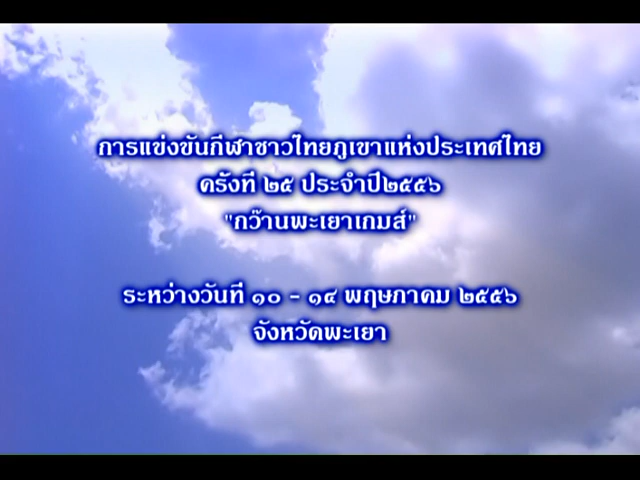 การแข่งขันกีฬาชาวไทยภูเขาแห่งประเทศไทย
ครั้งที่ ๒๕ ประจำปี๒๕๕๖
"กว๊านพะเยาเกมส์"
ระหว่างวันที่ ๑๐ - ๑๔ พฤษภาคม ๒๕๕๖
จังหวัดพะเยา